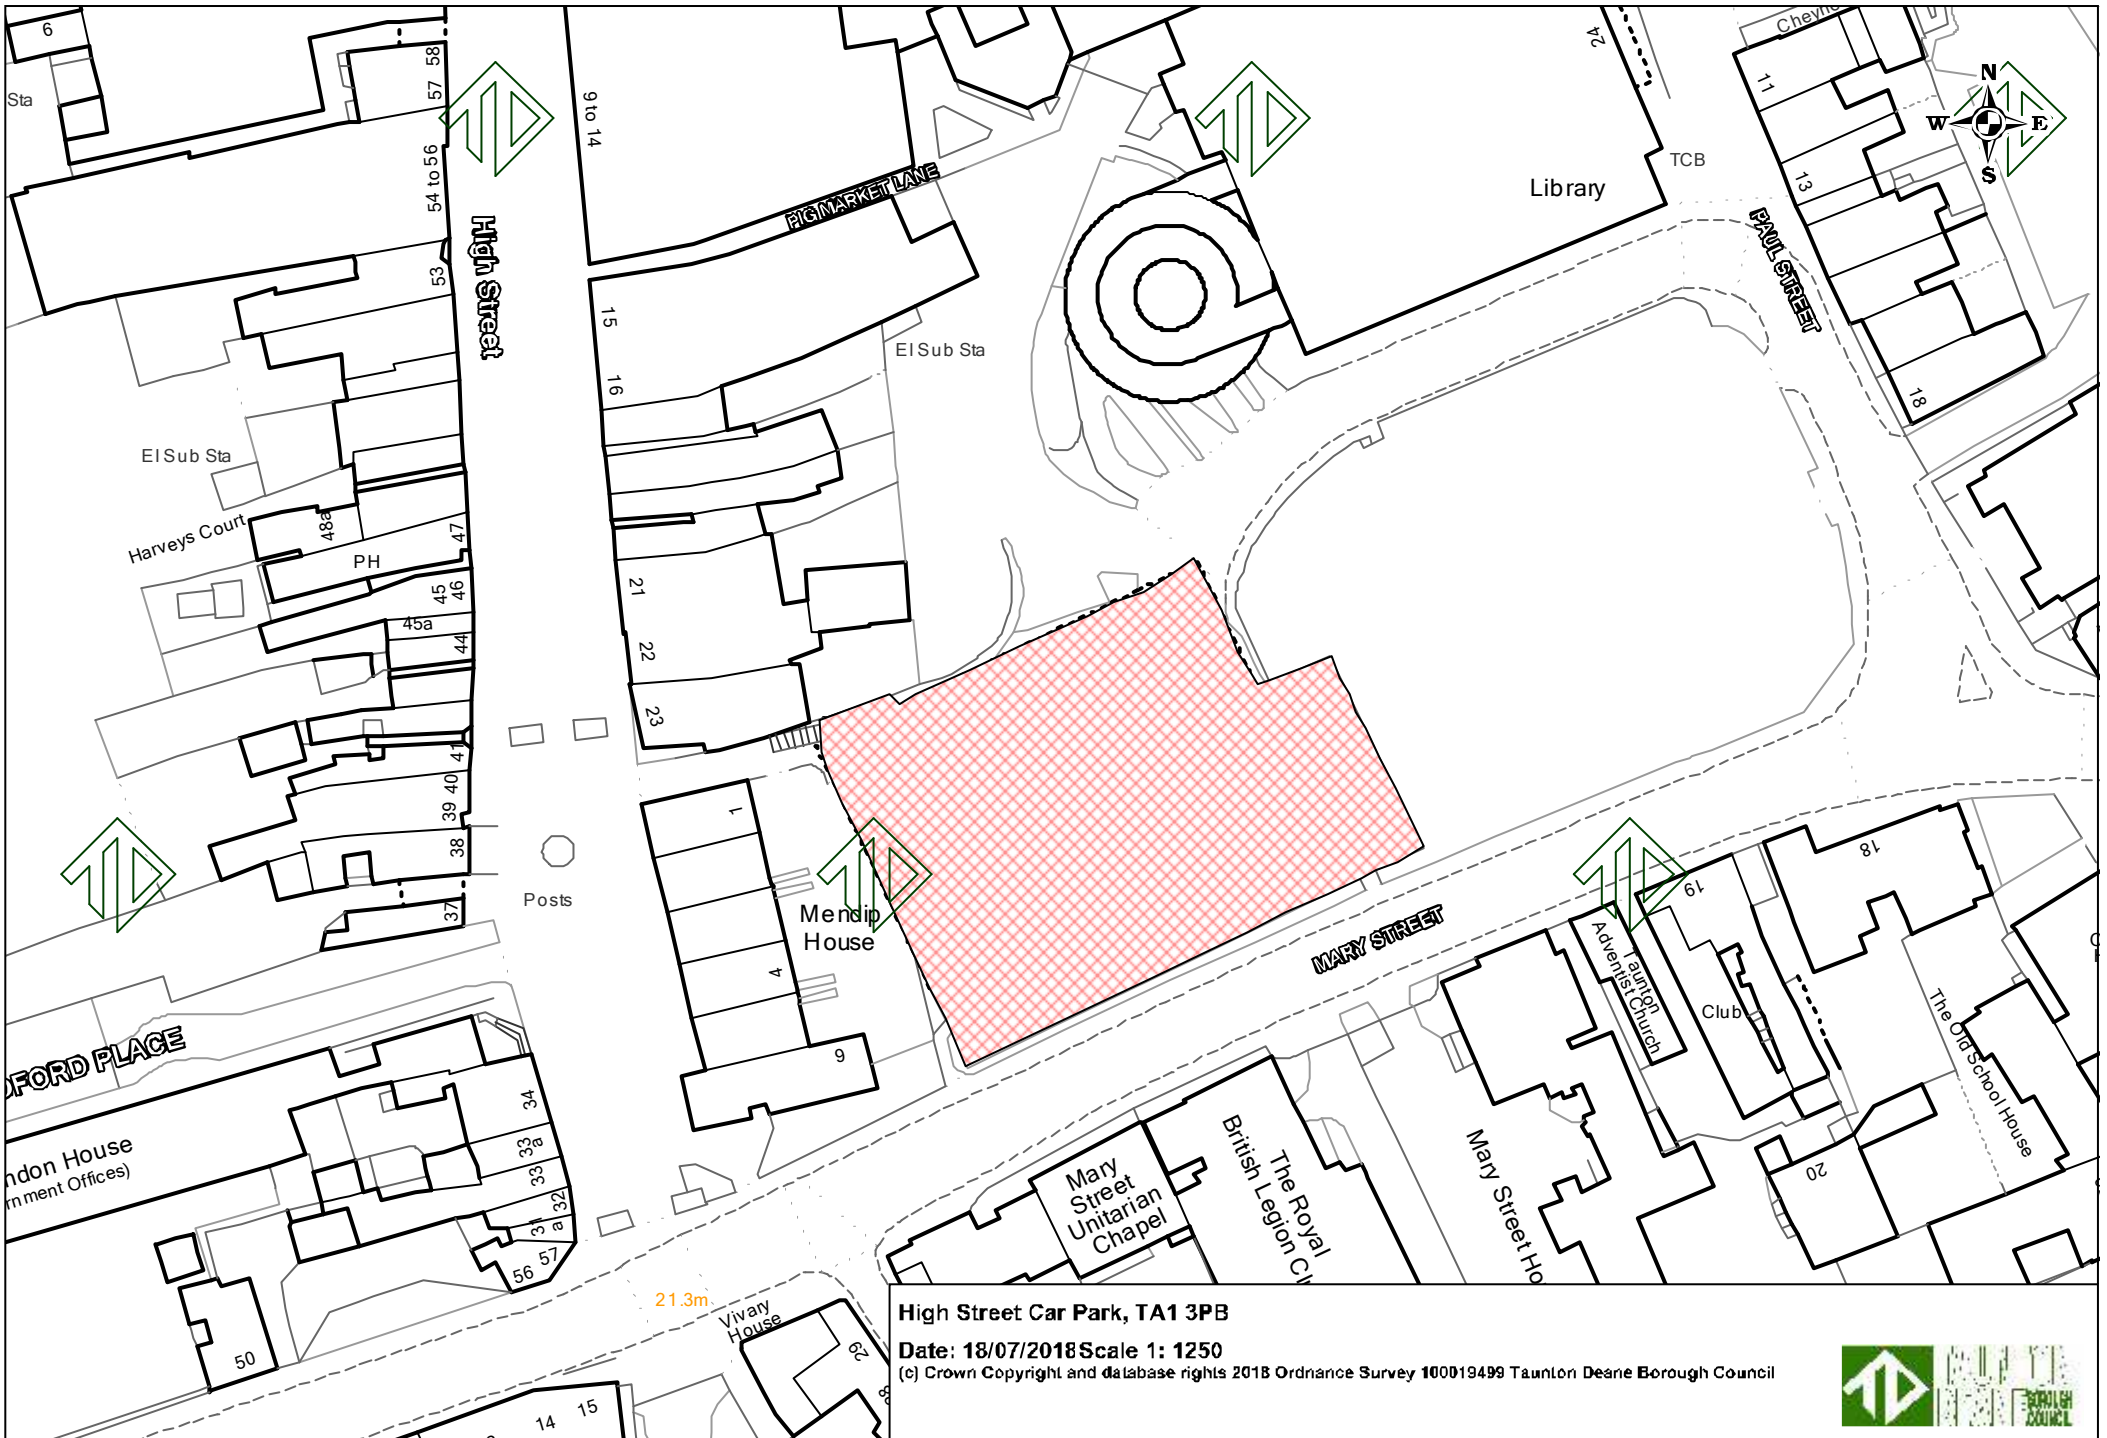 6
Sta
58
57
54 to 56
53
High Street
9 to 14
PIG MARKET LANE
24
Library
TCB
11
13
18
PAUL STREET
N
W
E
S
15
16
El Sub Sta
El Sub Sta
Harveys Court
48a
47
PH
45
46
45a
44
41
40
39
38
37
21
22
23
Posts
1
4
9
Mendip
House
MARY STREET
18
19
Taunton
Adventist Church
Club
The Old School House
20
DFORD PLACE
ndon House
rnment Offices)
34
33
a
33
32
31
a
57
56
50
21.3m
Vivary
House
29
14
15
Mary
Street
Unitarian
Chapel
The Royal
British Legion Cl
Mary Street Ho
High Street Car Park, TA1 3PB
Date: 18/07/2018 Scale 1: 1250
(c) Crown Copyright and database rights 2018 Ordnance Survey 100019499 Taunton Deane Borough Council
BOROUGH
COUNCIL